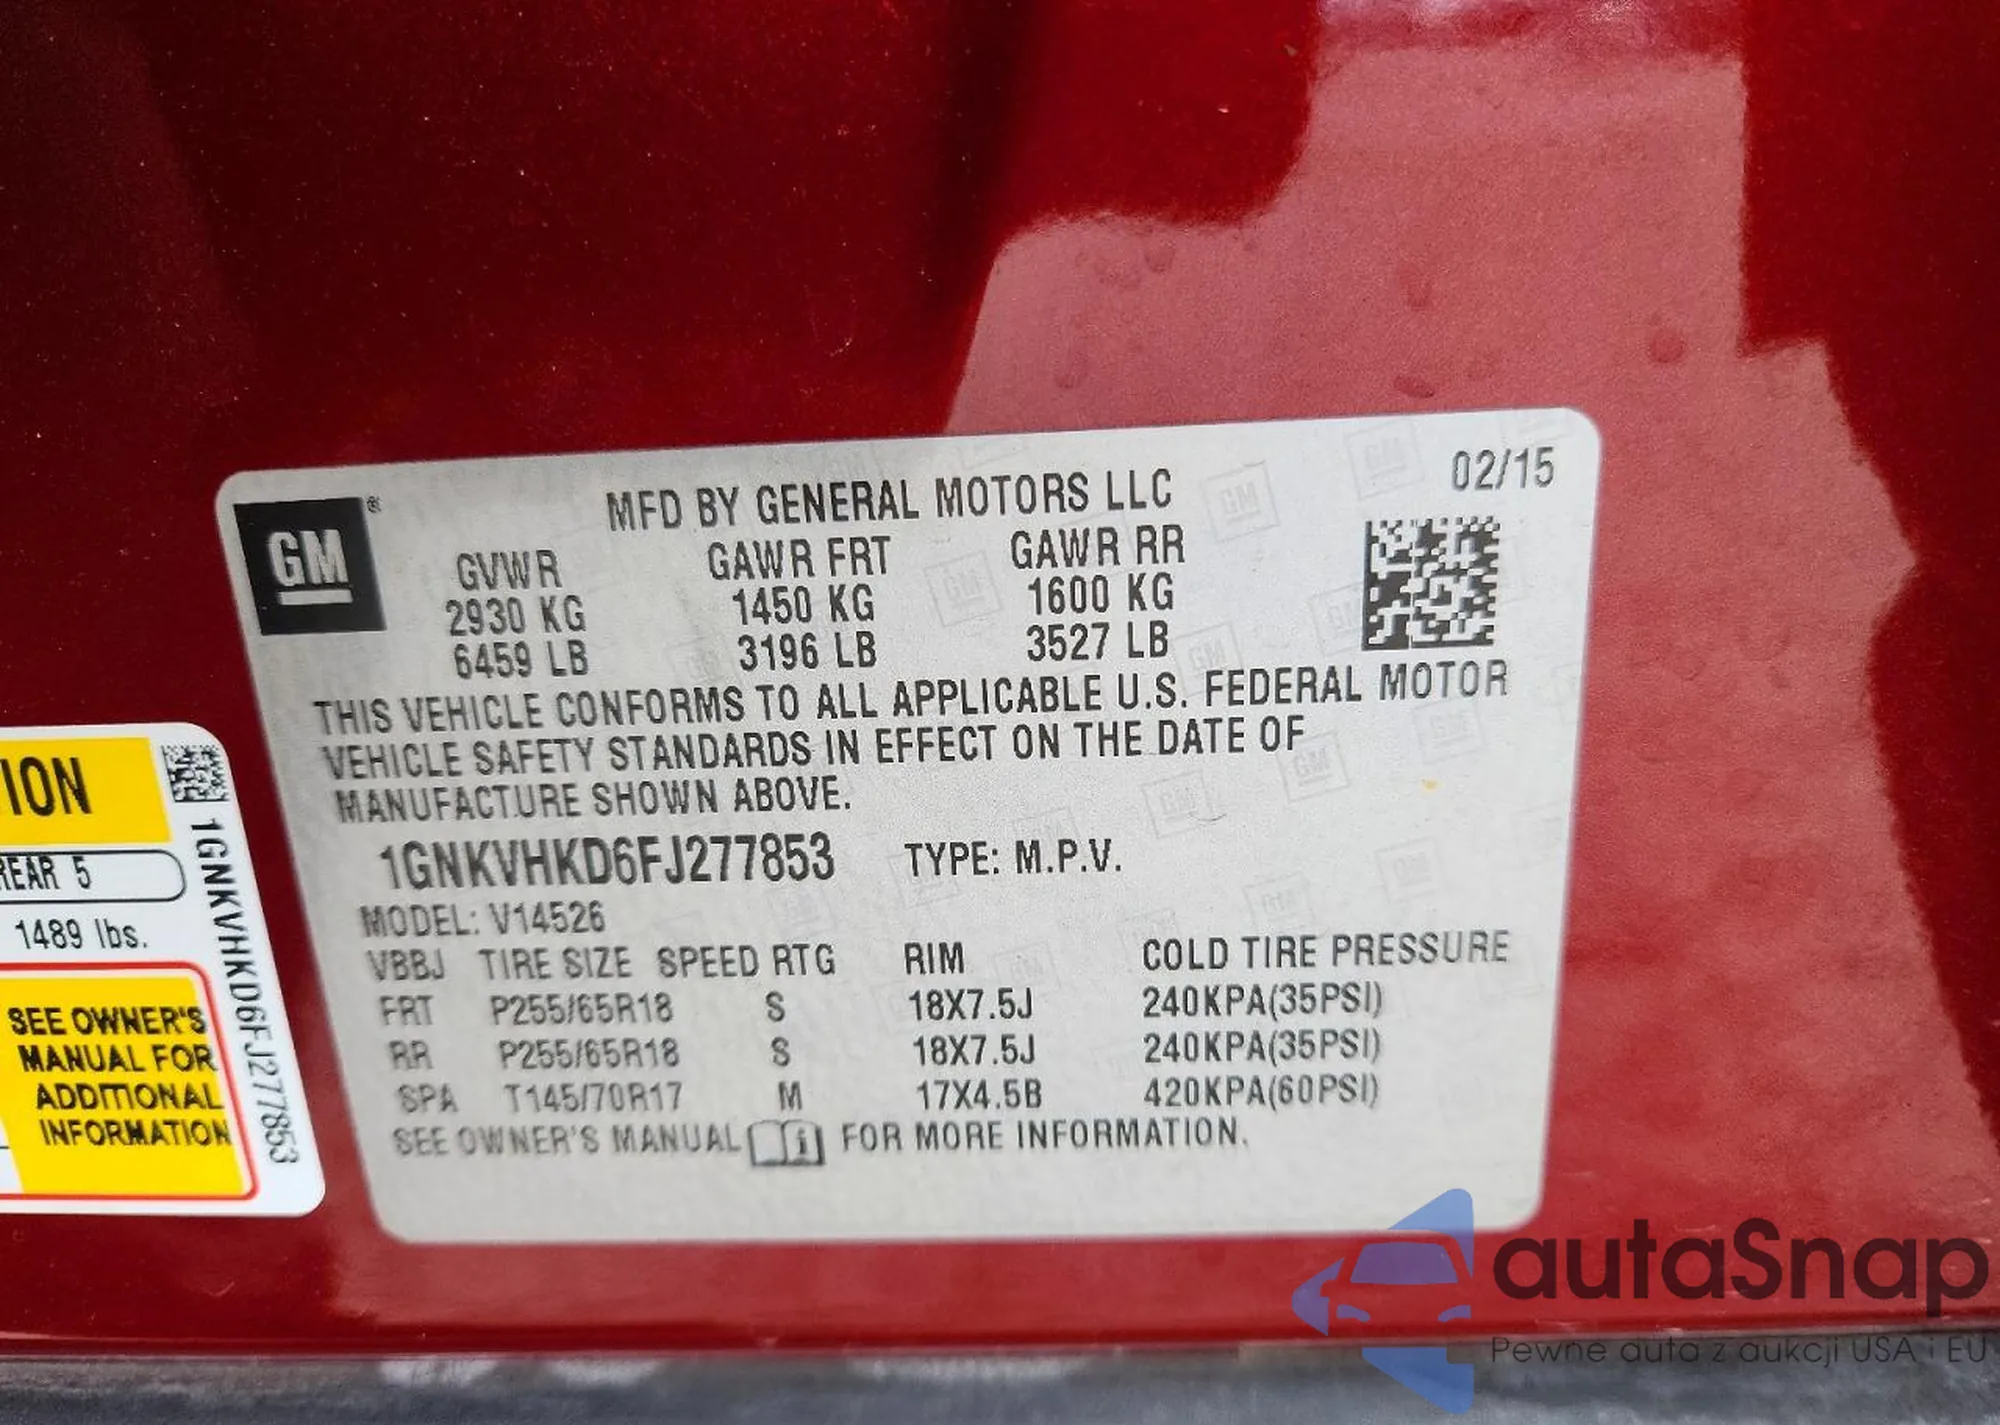 MFD BY GENERAL MOTORS LLC 02/15
GM ®
GVWR GAWR FRT GAWR RR
2930 KG 1450 KG 1600 KG
6459 LB 3196 LB 3527 LB
THIS VEHICLE CONFORMS TO ALL APPLICABLE U.S. FEDERAL MOTOR
VEHICLE SAFETY STANDARDS IN EFFECT ON THE DATE OF
MANUFACTURE SHOWN ABOVE.
1GNKVHKD6FJ277853 TYPE: M.P.V.
MODEL: V14526
VBBJ TIRE SIZE SPEED RTG RIM COLD TIRE PRESSURE
FRT P255/65R18 S 18X7.5J 240KPA(35PSI)
RR P255/65R18 S 18X7.5J 240KPA(35PSI)
SPA T145/70R17 M 17X4.5B 420KPA(60PSI)
SEE OWNER'S MANUAL FOR MORE INFORMATION.
ION
REAR 5
1489 lbs.
SEE OWNER'S
MANUAL FOR
ADDITIONAL
INFORMATION
1GNKVHKD6FJ277853
autaSnap
Pewne auta z aukcji USA i EU